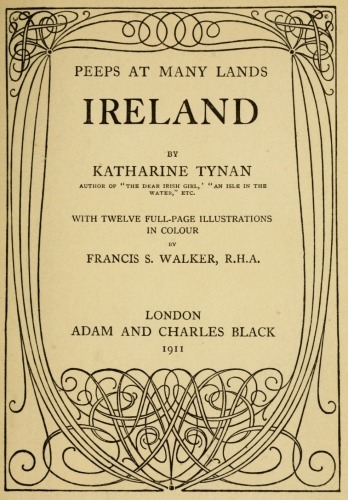 PEEPS AT MANY LANDS
IRELAND
BY
KATHARINE TYNAN
AUTHOR OF "THE DEAR IRISH GIRL,' "AN ISLE IN THE
WATER," ETC.
WITH TWELVE FULL-PAGE ILLUSTRATIONS
IN COLOUR
BY
FRANCIS S. WALKER, R.H.A.
LONDON
ADAM AND CHARLES BLACK
1911